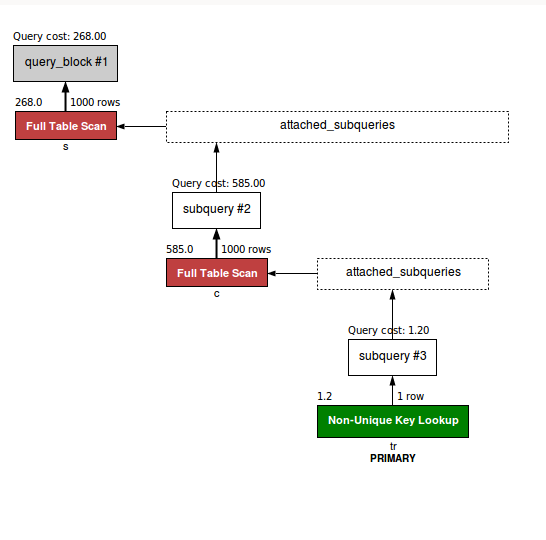 Query cost: 268.00
query_block #1
268.0 1000 rows
Full Table Scan
attached_subqueries
s
Query cost: 585.00
subquery #2
585.0 1000 rows
Full Table Scan
attached_subqueries
c
Query cost: 1.20
subquery #3
1.2 1 row
Non-Unique Key Lookup
tr
PRIMARY